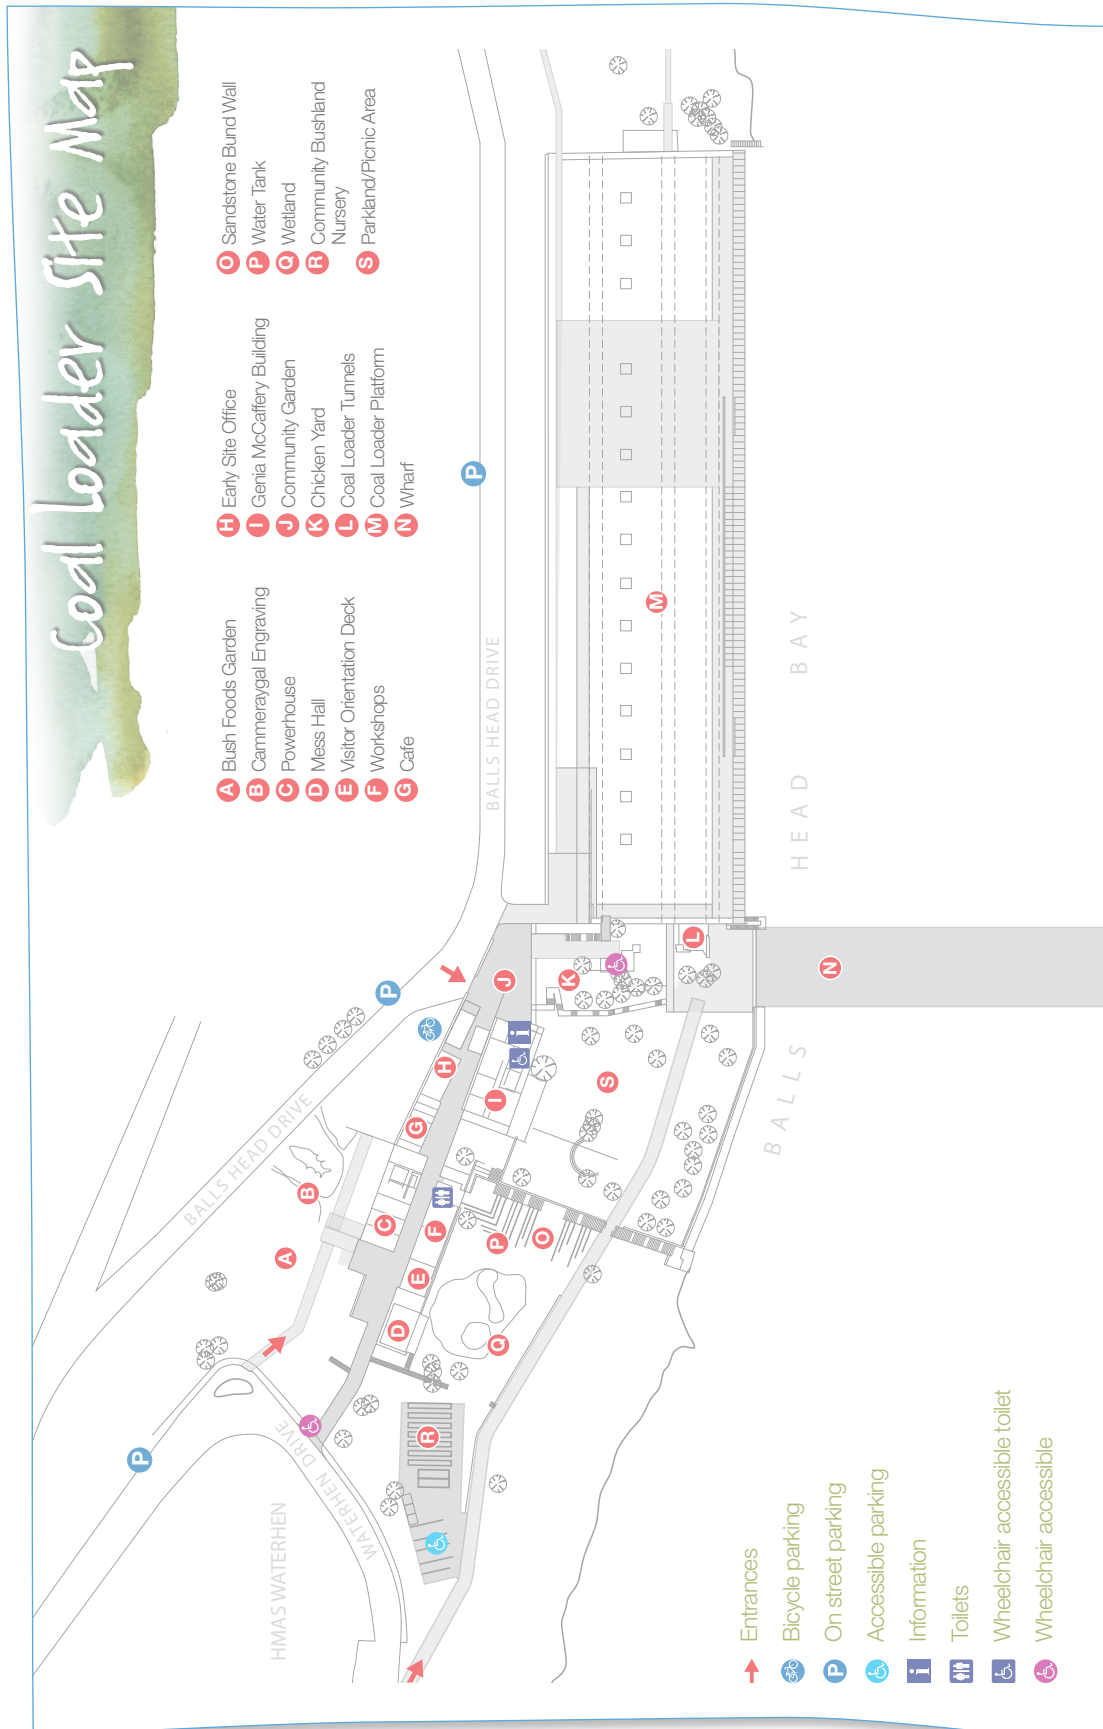 Coal Loader Site Map
A Bush Foods Garden
B Cammeraygal Engraving
C Powerhouse
D Mess Hall
E Visitor Orientation Deck
F Workshops
G Cafe
H Early Site Office
I Genia McCaffery Building
J Community Garden
K Chicken Yard
L Coal Loader Tunnels
M Coal Loader Platform
N Wharf
O Sandstone Bund Wall
P Water Tank
Q Wetland
R Community Bushland
Nursery
S Parkland/Picnic Area
P
P
P
BALLS HEAD DRIVE
BALLS HEAD DRIVE
WATERHEN DRIVE
HMAS WATERHEN
BALLS HEAD BAY
A
B
C
D
E
F
G
H
I
J
K
L
M
N
O
P
Q
R
S
i
Entrances
Bicycle parking
P On street parking
Accessible parking
i Information
Toilets
Wheelchair accessible toilet
Wheelchair accessible